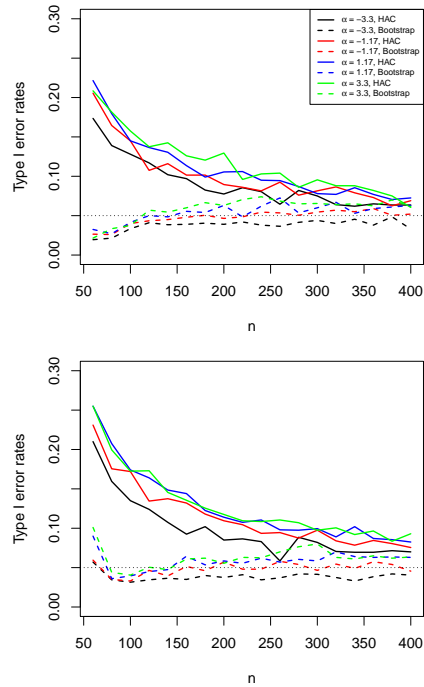 α = −3.3, HAC
α = −3.3, Bootstrap
α = −1.17, HAC
α = −1.17, Bootstrap
α = 1.17, HAC
α = 1.17, Bootstrap
α = 3.3, HAC
α = 3.3, Bootstrap
Type I error rates
0.30
0.20
0.10
0.00
50 100 150 200 250 300 350 400
n
Type I error rates
0.30
0.20
0.10
0.00
50 100 150 200 250 300 350 400
n